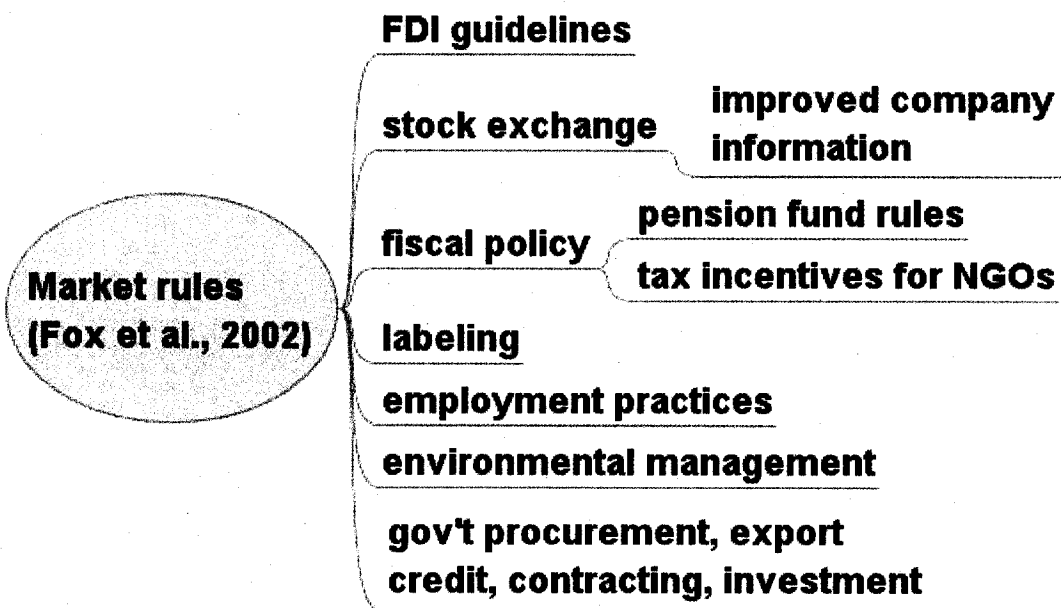 FDI guidelines
stock exchange
improved company
information
fiscal policy
pension fund rules
tax incentives for NGOs
Market rules
(Fox et al., 2002)
labeling
employment practices
environmental management
gov't procurement, export
credit, contracting, investment